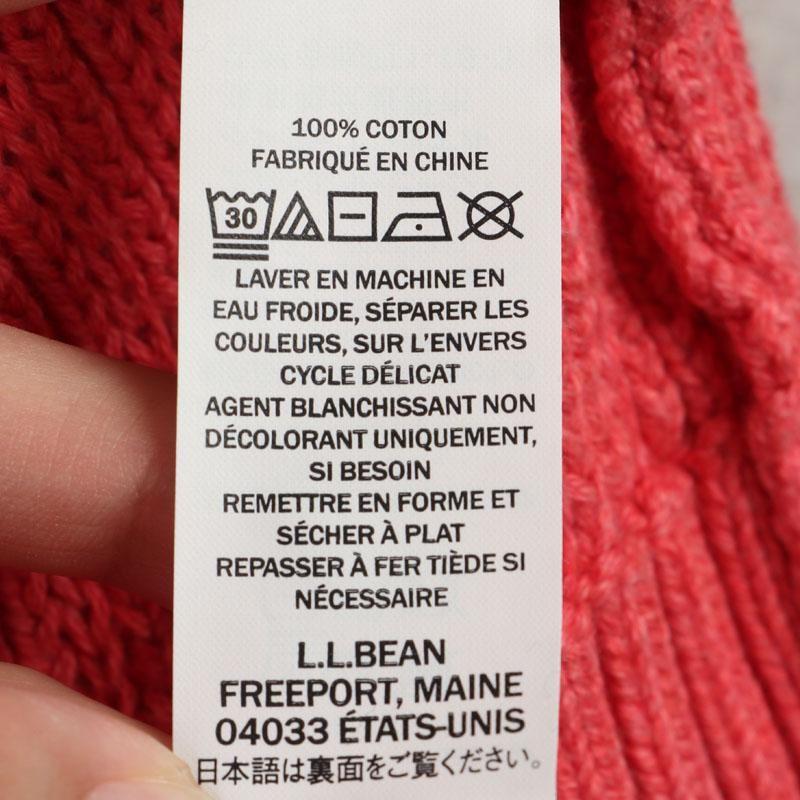 100% COTON
FABRIQUÉ EN CHINE
30
LAVER EN MACHINE EN
EAU FROIDE, SÉPARER LES
COULEURS, SUR L'ENVERS
CYCLE DÉLICAT
AGENT BLANCHISSANT NON
DÉCOLORANT UNIQUEMENT,
SI BESOIN
REMETTRE EN FORME ET
SÉCHER À PLAT
REPASSER À FER TIÈDE SI
NÉCESSAIRE
L.L.BEAN
FREEPORT, MAINE
04033 ÉTATS-UNIS
日本語は裏面をご覧ください。